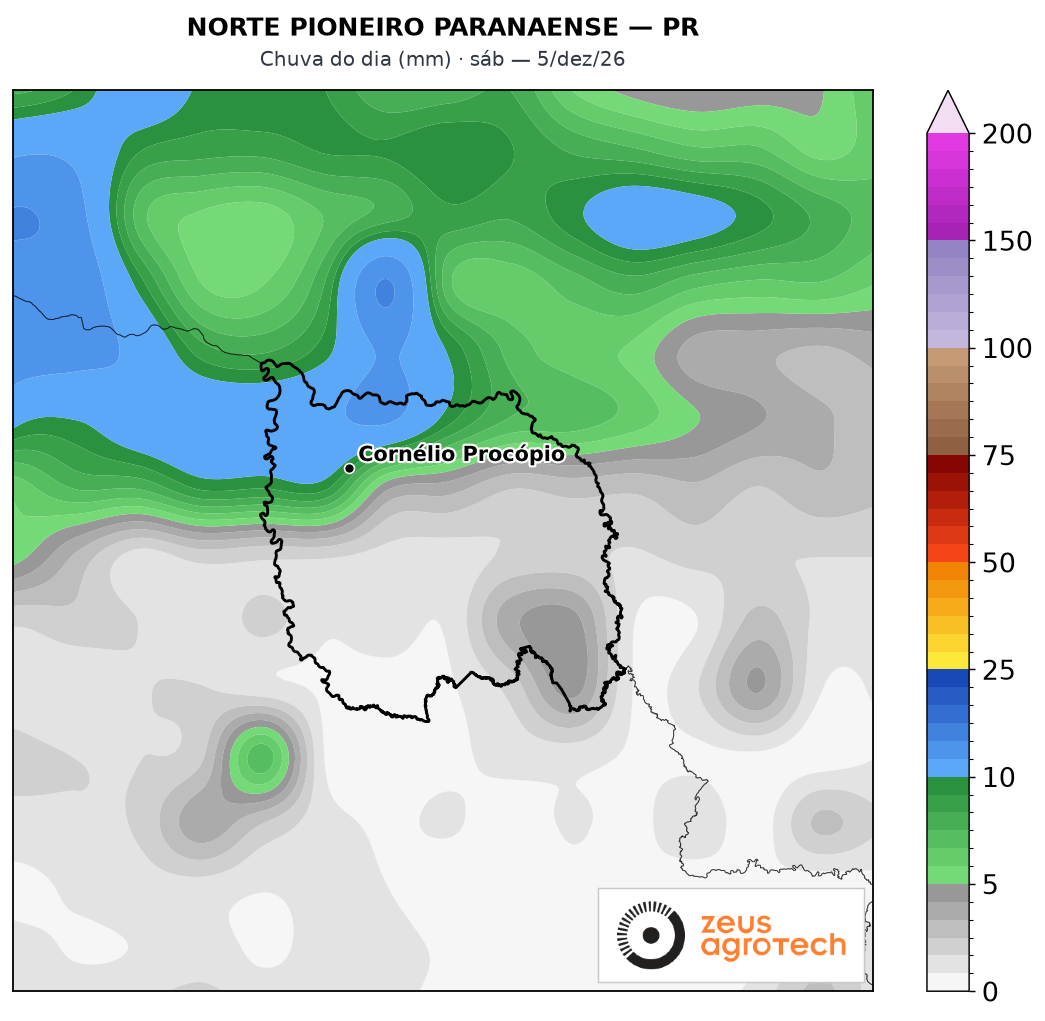 NORTE PIONEIRO PARANAENSE — PR
Chuva do dia (mm) · sáb — 5/dez/26
200
150
100
75
50
25
10
5
0
Cornélio Procópio
zeus
agrotech